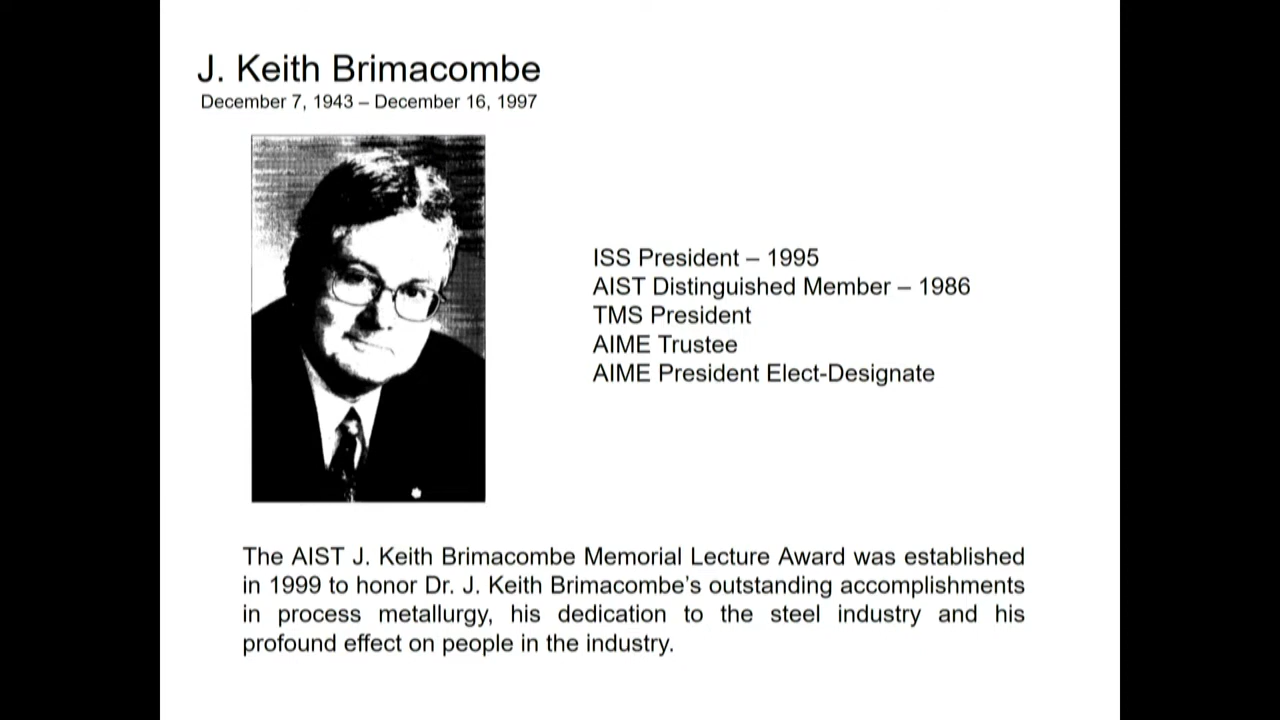 J. Keith Brimacombe
December 7, 1943 – December 16, 1997
ISS President – 1995
AIST Distinguished Member – 1986
TMS President
AIME Trustee
AIME President Elect-Designate
The AIST J. Keith Brimacombe Memorial Lecture Award was established
in 1999 to honor Dr. J. Keith Brimacombe’s outstanding accomplishments
in process metallurgy, his dedication to the steel industry and his
profound effect on people in the industry.